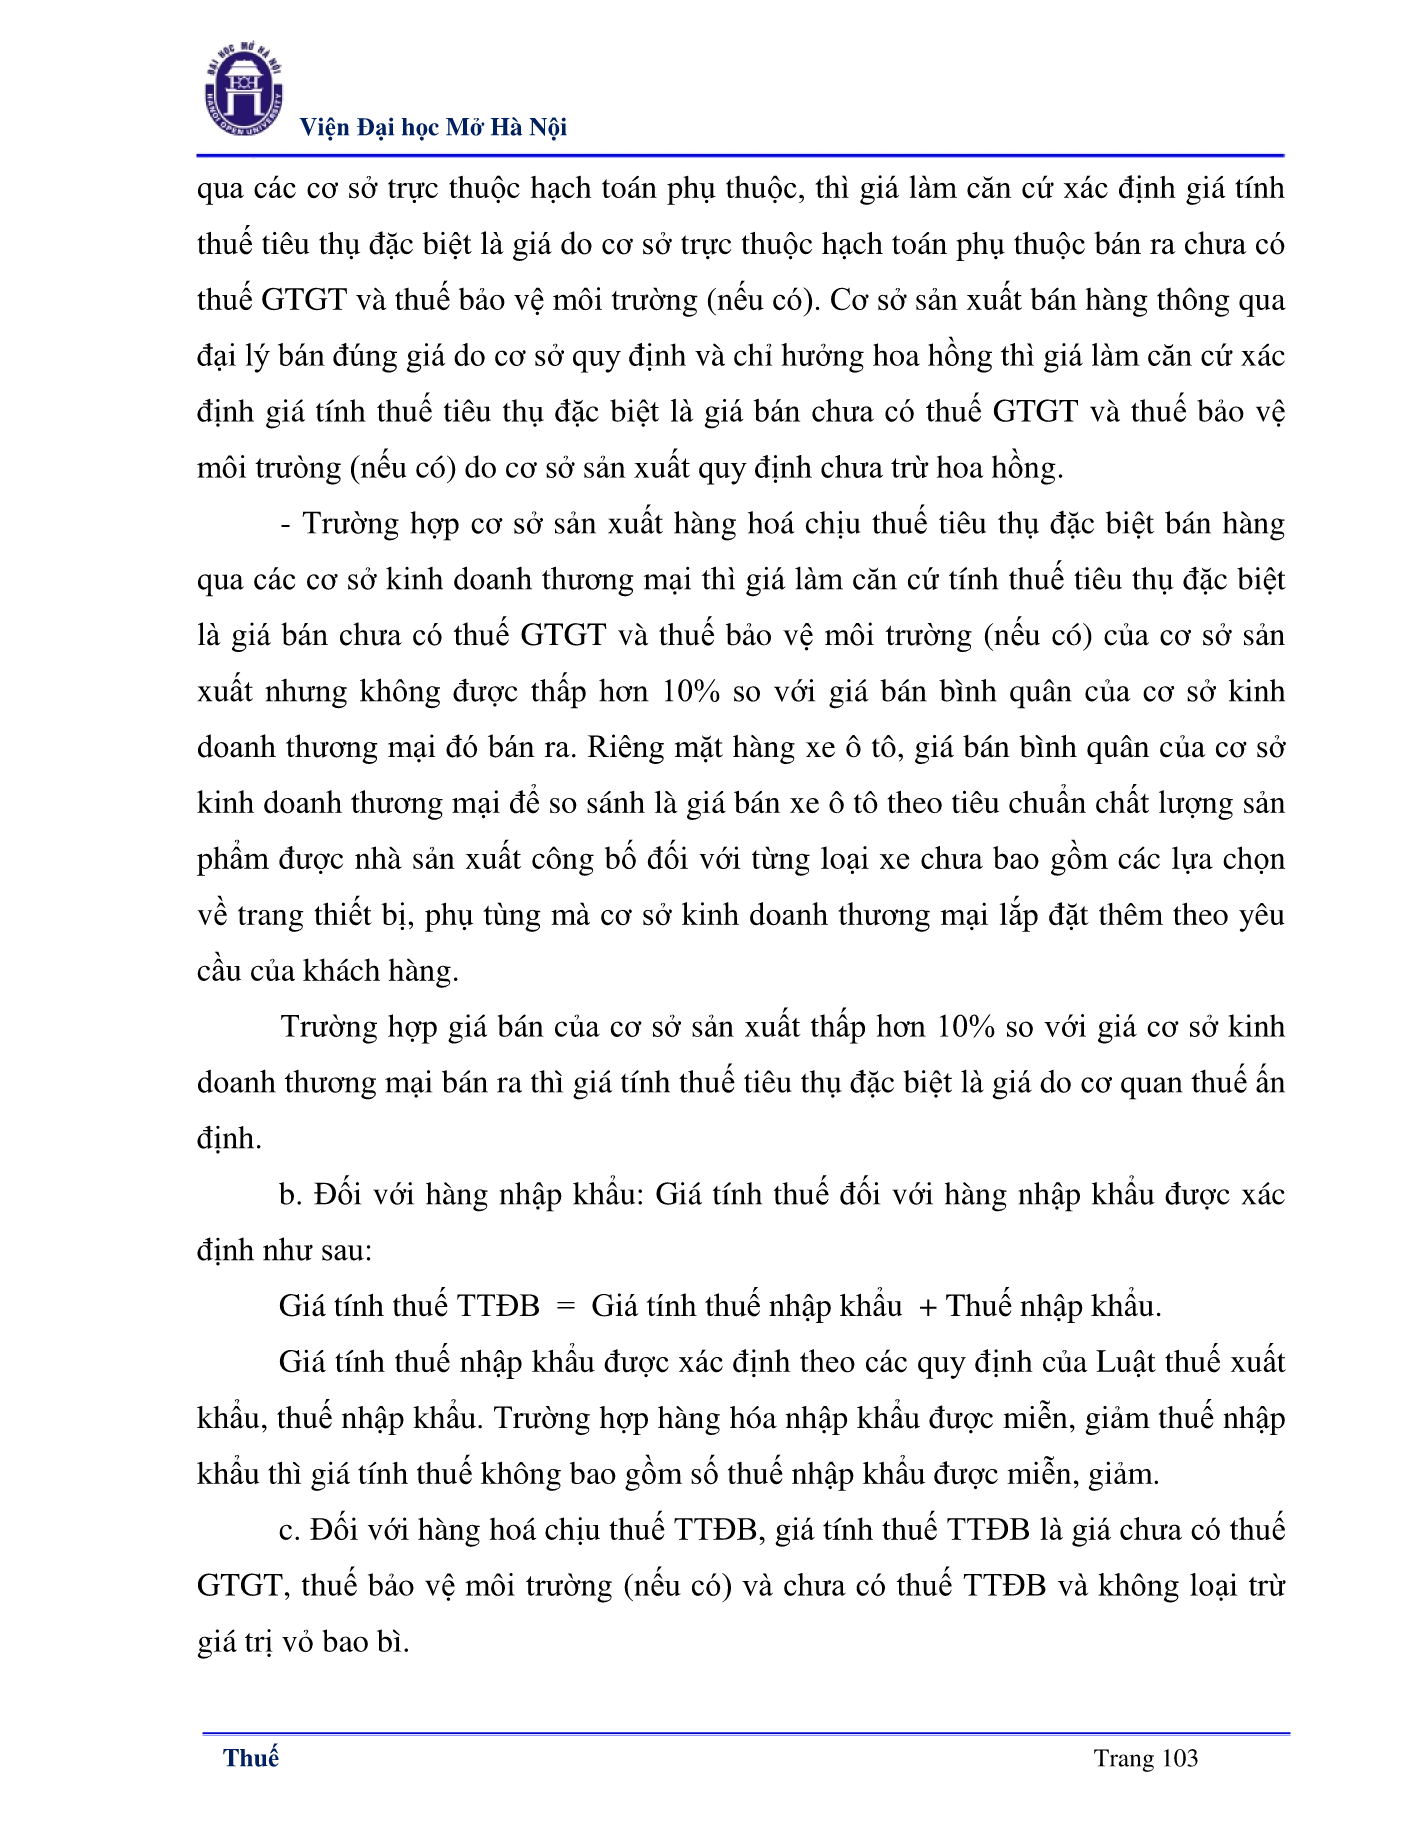 ĐẠI HỌC MỞ HÀ NỘI
HANOI OPEN UNIVERSITY
Viện Đại học Mở Hà Nội
qua các cơ sở trực thuộc hạch toán phụ thuộc, thì giá làm căn cứ xác định giá tính
thuế tiêu thụ đặc biệt là giá do cơ sở trực thuộc hạch toán phụ thuộc bán ra chưa có
thuế GTGT và thuế bảo vệ môi trường (nếu có). Cơ sở sản xuất bán hàng thông qua
đại lý bán đúng giá do cơ sở quy định và chỉ hưởng hoa hồng thì giá làm căn cứ xác
định giá tính thuế tiêu thụ đặc biệt là giá bán chưa có thuế GTGT và thuế bảo vệ
môi trưòng (nếu có) do cơ sở sản xuất quy định chưa trừ hoa hồng.
- Trường hợp cơ sở sản xuất hàng hoá chịu thuế tiêu thụ đặc biệt bán hàng
qua các cơ sở kinh doanh thương mại thì giá làm căn cứ tính thuế tiêu thụ đặc biệt
là giá bán chưa có thuế GTGT và thuế bảo vệ môi trường (nếu có) của cơ sở sản
xuất nhưng không được thấp hơn 10% so với giá bán bình quân của cơ sở kinh
doanh thương mại đó bán ra. Riêng mặt hàng xe ô tô, giá bán bình quân của cơ sở
kinh doanh thương mại để so sánh là giá bán xe ô tô theo tiêu chuẩn chất lượng sản
phẩm được nhà sản xuất công bố đối với từng loại xe chưa bao gồm các lựa chọn
về trang thiết bị, phụ tùng mà cơ sở kinh doanh thương mại lắp đặt thêm theo yêu
cầu của khách hàng.
Trường hợp giá bán của cơ sở sản xuất thấp hơn 10% so với giá cơ sở kinh
doanh thương mại bán ra thì giá tính thuế tiêu thụ đặc biệt là giá do cơ quan thuế ấn
định.
b. Đối với hàng nhập khẩu: Giá tính thuế đối với hàng nhập khẩu được xác
định như sau:
Giá tính thuế TTĐB = Giá tính thuế nhập khẩu + Thuế nhập khẩu.
Giá tính thuế nhập khẩu được xác định theo các quy định của Luật thuế xuất
khẩu, thuế nhập khẩu. Trường hợp hàng hóa nhập khẩu được miễn, giảm thuế nhập
khẩu thì giá tính thuế không bao gồm số thuế nhập khẩu được miễn, giảm.
c. Đối với hàng hoá chịu thuế TTĐB, giá tính thuế TTĐB là giá chưa có thuế
GTGT, thuế bảo vệ môi trường (nếu có) và chưa có thuế TTĐB và không loại trừ
giá trị vỏ bao bì.
Thuế
Trang 103